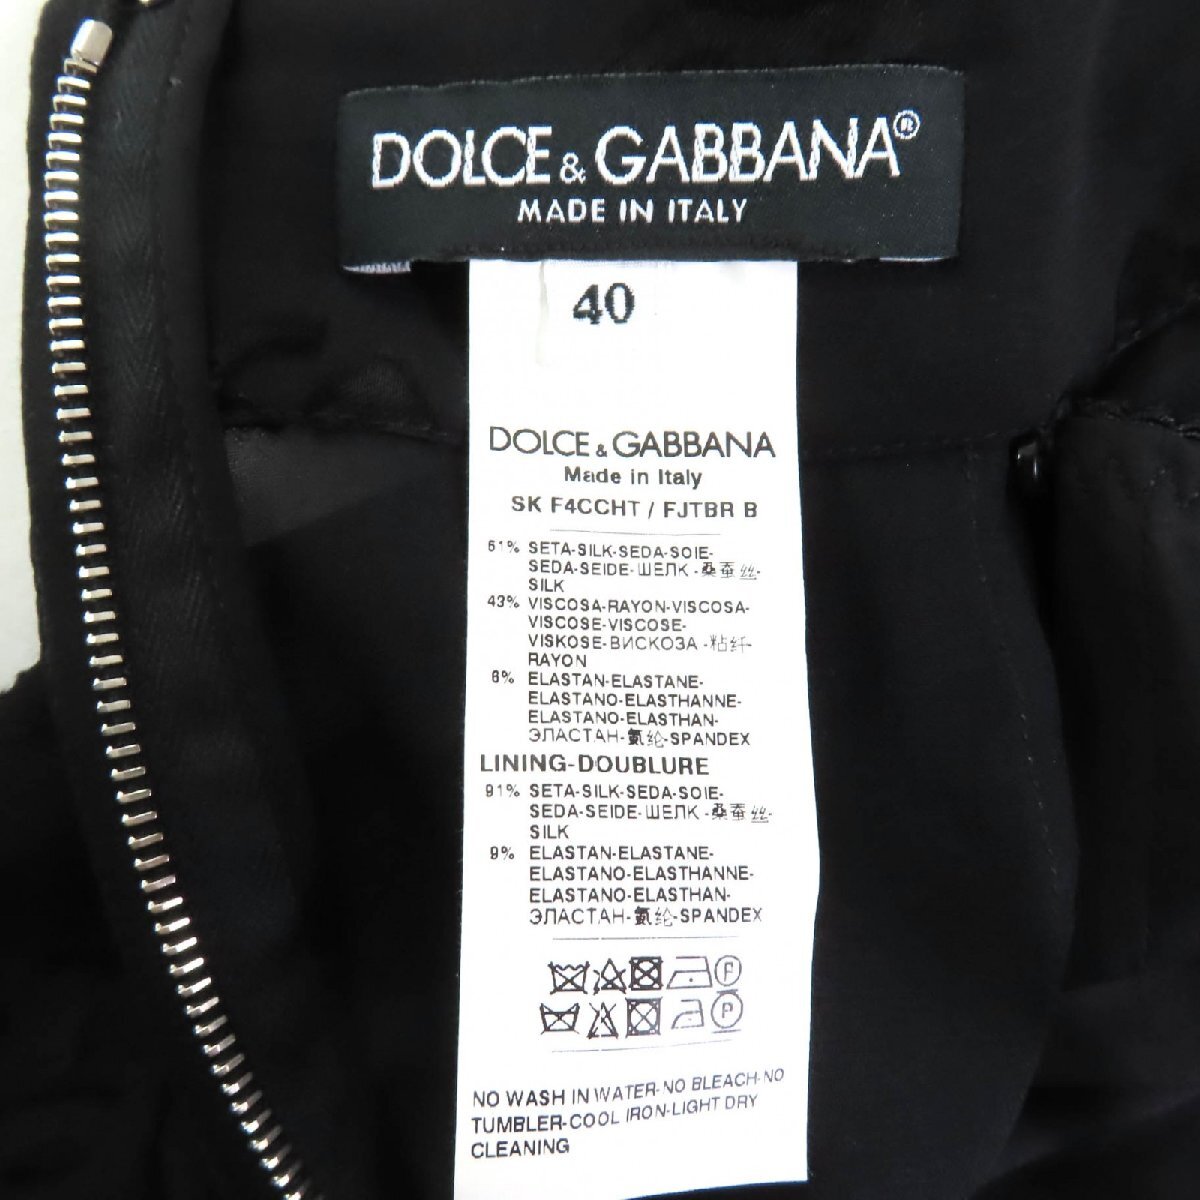 DOLCE & GABBANA®
MADE IN ITALY
40
DOLCE & GABBANA
Made in Italy
SK F4CCHT / FJTBR B
51% SETA-SILK-SEDA-SOIE-
SEDA-SEIDE-ШЕЛК-桑蚕丝-
SILK
43% VISCOSA-RAYON-VISCOSA-
VISCOSE-VISCOSE-
VISKOSE-ВИСКОЗА-粘纤-
RAYON
6% ELASTAN-ELASTANE-
ELASTANO-ELASTHANNE-
ELASTANO-ELASTHAN-
ЭЛАСТАН-氨纶-SPANDEX
LINING-DOUBLURE
91% SETA-SILK-SEDA-SOIE-
SEDA-SEIDE-ШЕЛК-桑蚕丝-
SILK
9% ELASTAN-ELASTANE-
ELASTANO-ELASTHANNE-
ELASTANO-ELASTHAN-
ЭЛАСТАН-氨纶-SPANDEX
F
P
NO WASH IN WATER-NO BLEACH-NO
TUMBLER-COOL IRON-LIGHT DRY
CLEANING